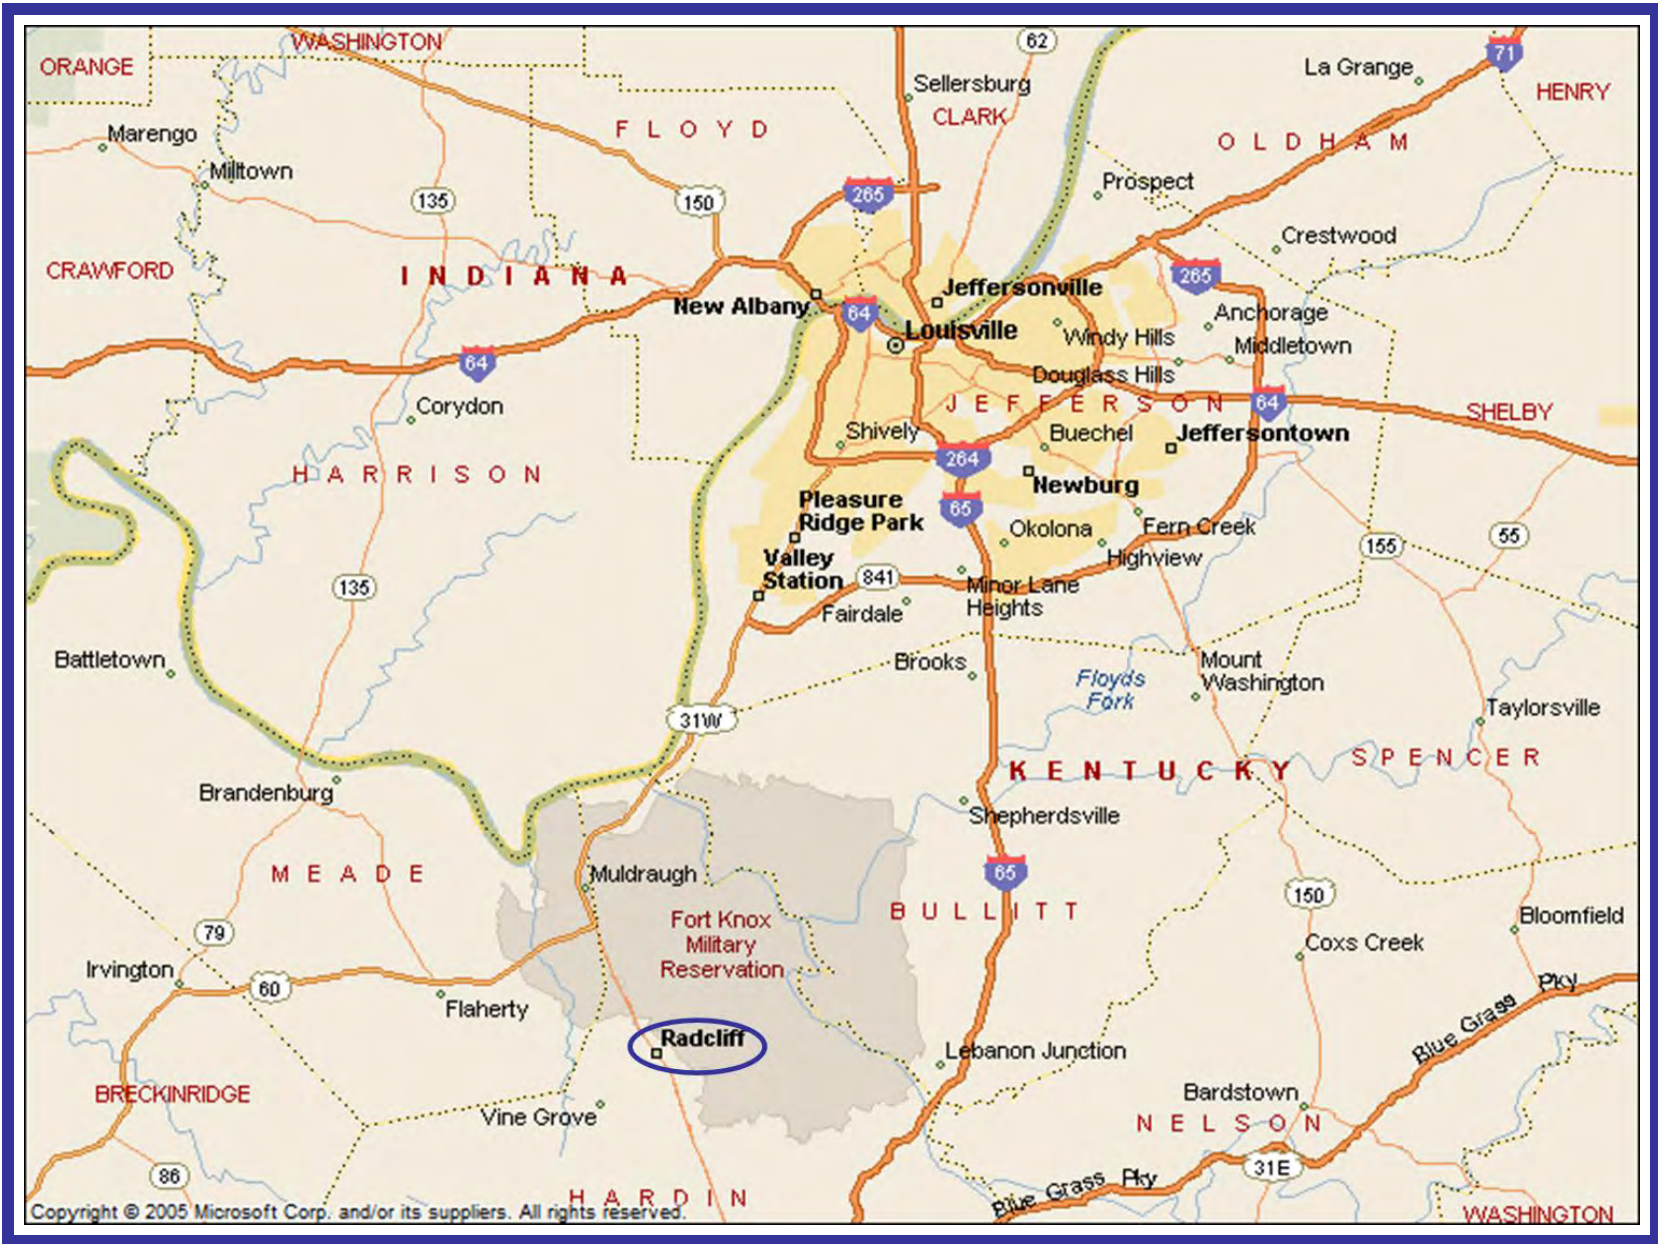 WASHINGTON
62
71
ORANGE
La Grange
Sellersburg
HENRY
CLARK
FLOYD
Marengo
OLDHAM
Milltown
Prospect
265
135
150
Crestwood
CRAWFORD
INDIANA
265
Jeffersonville
New Albany
64
Anchorage
Louisville
Windy Hills
Middletown
64
Douglass Hills
Corydon
JEFFERSON
64
SHELBY
Shively
Buechel
Jeffersontown
264
HARRISON
Newburg
Pleasure
Ridge Park
65
Okolona
Fern Creek
55
155
Valley
Station
Highview
841
135
Minor Lane
Heights
Fairdale
Battletown
Brooks
Mount
Washington
Floyds
Fork
31W
Taylorsville
KENTUCKY
SPENCER
Brandenburg
Shepherdsville
MEADE
Muldraugh
65
150
Fort Knox
Military
Reservation
BULLITT
Bloomfield
79
Coxs Creek
Irvington
60
Blue Grass Pky
Flaherty
Radcliff
Lebanon Junction
BRECKINRIDGE
Bardstown
Vine Grove
NELSON
86
31E
Blue Grass Pky
HARDIN
Copyright © 2005 Microsoft Corp. and/or its suppliers. All rights reserved.
WASHINGTON